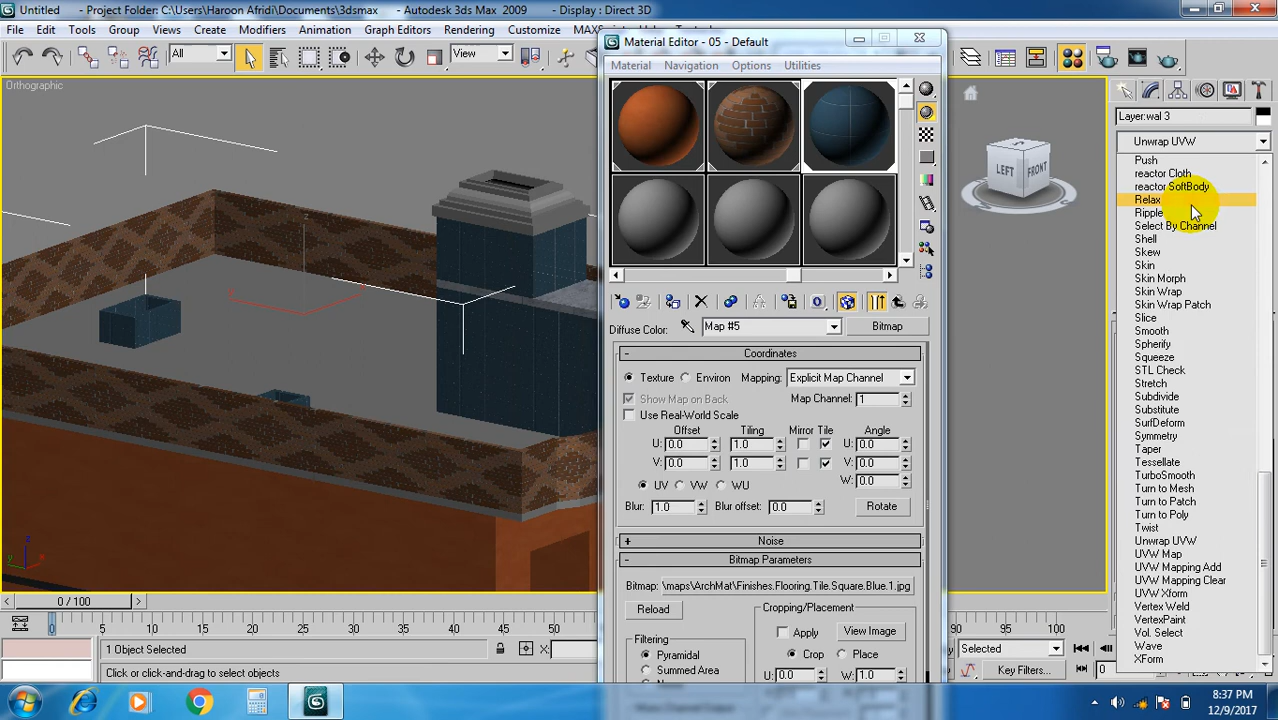 Untitled - Project Folder: C:\Users\Haroon Afridi\Documents\3dsmax - Autodesk 3ds Max 2009 - Display : Direct 3D
File Edit Tools Group Views Create Modifiers Animation Graph Editors Rendering Customize MAXScript
All View
Orthographic
Material Editor - 05 - Default
Material Navigation Options Utilities
Diffuse Color: Map #5 Bitmap
- Coordinates
Texture Environ Mapping: Explicit Map Channel
Show Map on Back Map Channel: 1
Use Real-World Scale
Offset Tiling Mirror Tile Angle
U: 0.0 1.0 U: 0.0
V: 0.0 1.0 V: 0.0
W: 0.0
UV VW WU
Blur: 1.0 Blur offset: 0.0 Rotate
+ Noise
- Bitmap Parameters
Bitmap: \maps\ArchMat\Finishes.Flooring.Tile.Square.Blue.1.jpg
Reload Cropping/Placement
Apply View Image
Filtering
Pyramidal Crop Place
Summed Area U: 0.0 W: 1.0
LEFT FRONT
Layer:wal 3
Unwrap UVW
Push
reactor Cloth
reactor SoftBody
Relax
Ripple
Select By Channel
Shell
Skew
Skin
Skin Morph
Skin Wrap
Skin Wrap Patch
Slice
Smooth
Spherify
Squeeze
STL Check
Stretch
Subdivide
Substitute
SurfDeform
Symmetry
Taper
Tessellate
TurboSmooth
Turn to Mesh
Turn to Patch
Turn to Poly
Twist
Unwrap UVW
UVW Map
UVW Mapping Add
UVW Mapping Clear
UVW Xform
Vertex Weld
VertexPaint
Vol. Select
Wave
XForm
z x y
0 / 100
0 5 10 15 20 25 30 35 40 45 50 90 95 100
1 Object Selected X:
Click or click-and-drag to select objects
Selected
Key Filters... 0
8:37 PM
12/9/2017